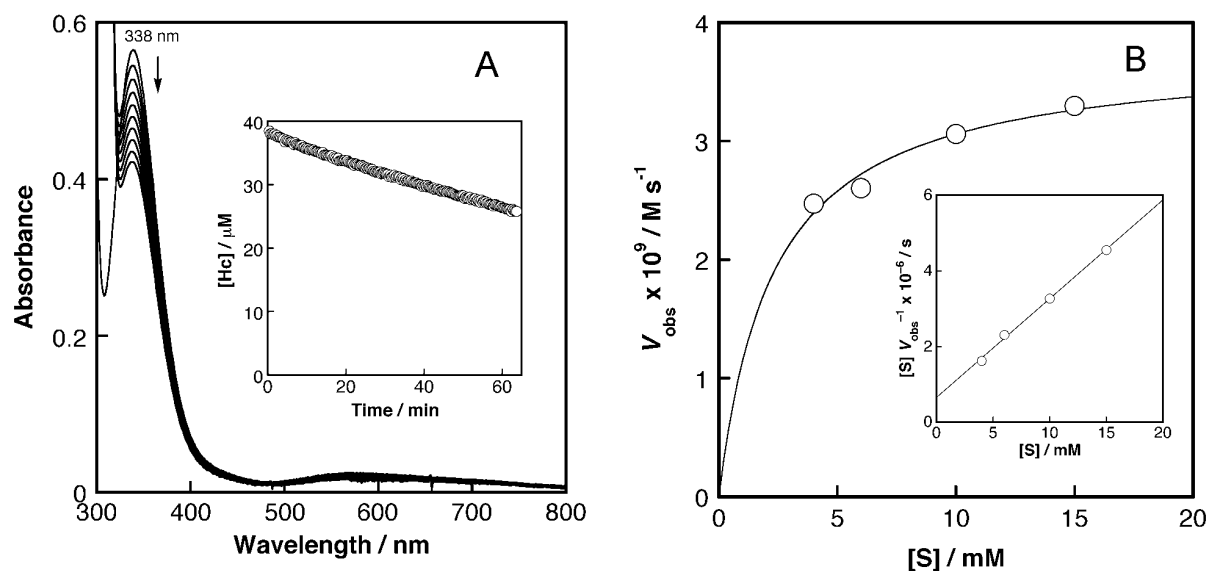 A
338 nm
Absorbance
0.6
0.4
0.2
0
300 400 500 600 700 800
Wavelength / nm
[Hc] / μM
40
30
20
10
0
0 20 40 60
Time / min
B
V obs x 10⁹ / M s⁻¹
4
3
2
1
0
0 5 10 15 20
[S] / mM
[S] V obs⁻¹ x 10⁻⁶ / s
6
4
2
0
0 5 10 15 20
[S] / mM